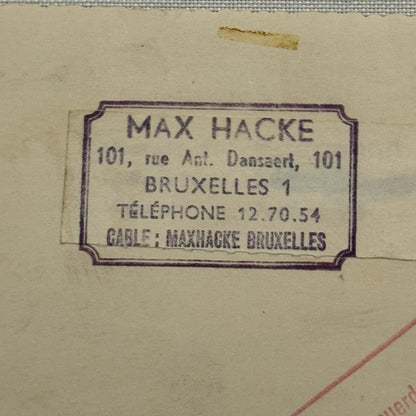 MAX HACKE
101, rue Ant. Dansaert, 101
BRUXELLES 1
TÉLÉPHONE 12.70.54
CABLE : MAXHACKE BRUXELLES